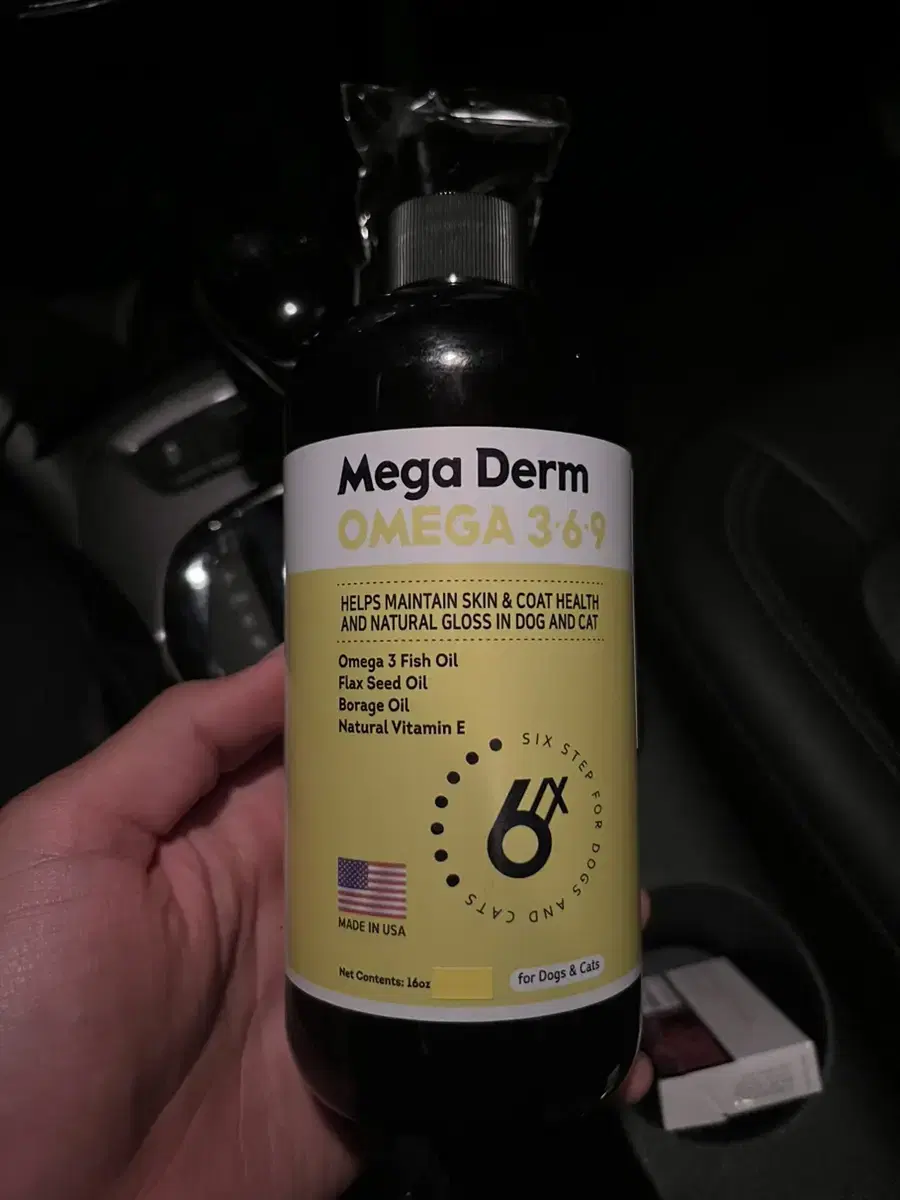 Mega Derm
OMEGA 3·6·9
HELPS MAINTAIN SKIN & COAT HEALTH
AND NATURAL GLOSS IN DOG AND CAT
Omega 3 Fish Oil
Flax Seed Oil
Borage Oil
Natural Vitamin E
SIX STEP FOR DOGS AND CATS
6IX
MADE IN USA
Net Contents: 16oz
for Dogs & Cats